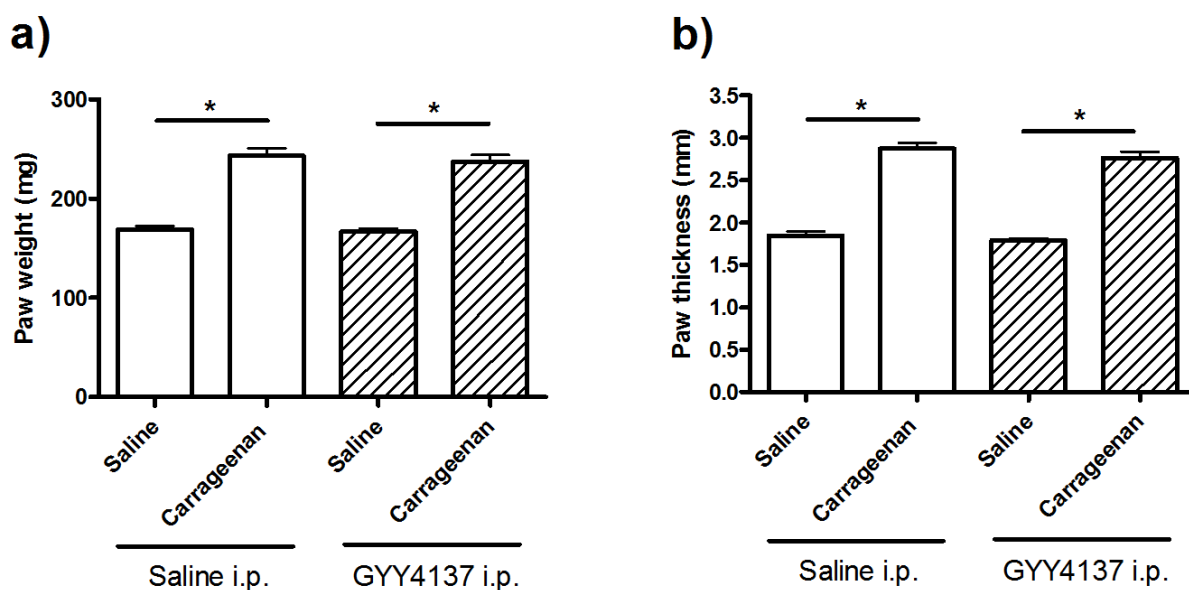 a)
Paw weight (mg)
300
200
100
0
*
*
Saline
Carrageenan
Saline
Carrageenan
Saline i.p.
GYY4137 i.p.
b)
Paw thickness (mm)
3.5
3.0
2.5
2.0
1.5
1.0
0.5
0.0
*
*
Saline
Carrageenan
Saline
Carrageenan
Saline i.p.
GYY4137 i.p.